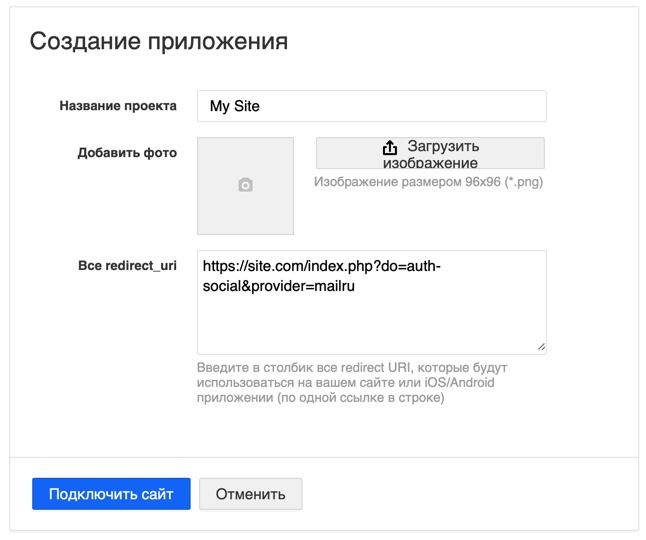 Создание приложения
Название проекта
My Site
Добавить фото
Загрузить
изображение
Изображение размером 96x96 (*.png)
Все redirect_uri
https://site.com/index.php?do=auth-
social&provider=mailru
Введите в столбик все redirect URI, которые будут
использоваться на вашем сайте или iOS/Android
приложении (по одной ссылке в строке)
Подключить сайт
Отменить